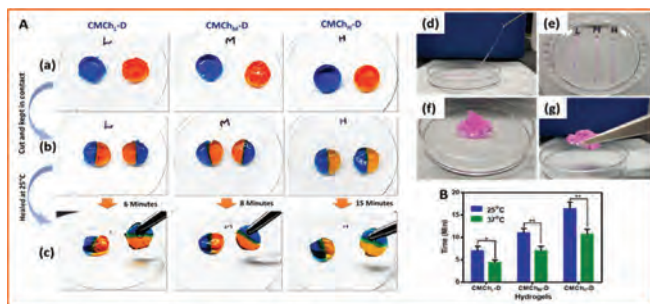 A
CMCh_L-D
CMCh_M-D
CMCh_H-D
L
M
H
(a)
Cut and kept in contact
(b)
L
M
H
Healed at 25°C
6 Minutes
8 Minutes
15 Minutes
(c)
(d)
(e)
L M H
(f)
(g)
B
Time (Min)
20
15
10
5
0
25°C
37°C
*
**
**
CMCh_L-D
CMCh_M-D
CMCh_H-D
Hydrogels